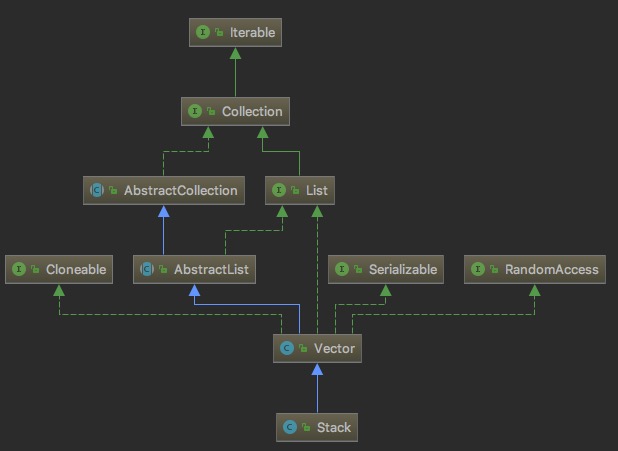 Iterable
Collection
AbstractCollection
List
Cloneable
AbstractList
Serializable
RandomAccess
Vector
Stack